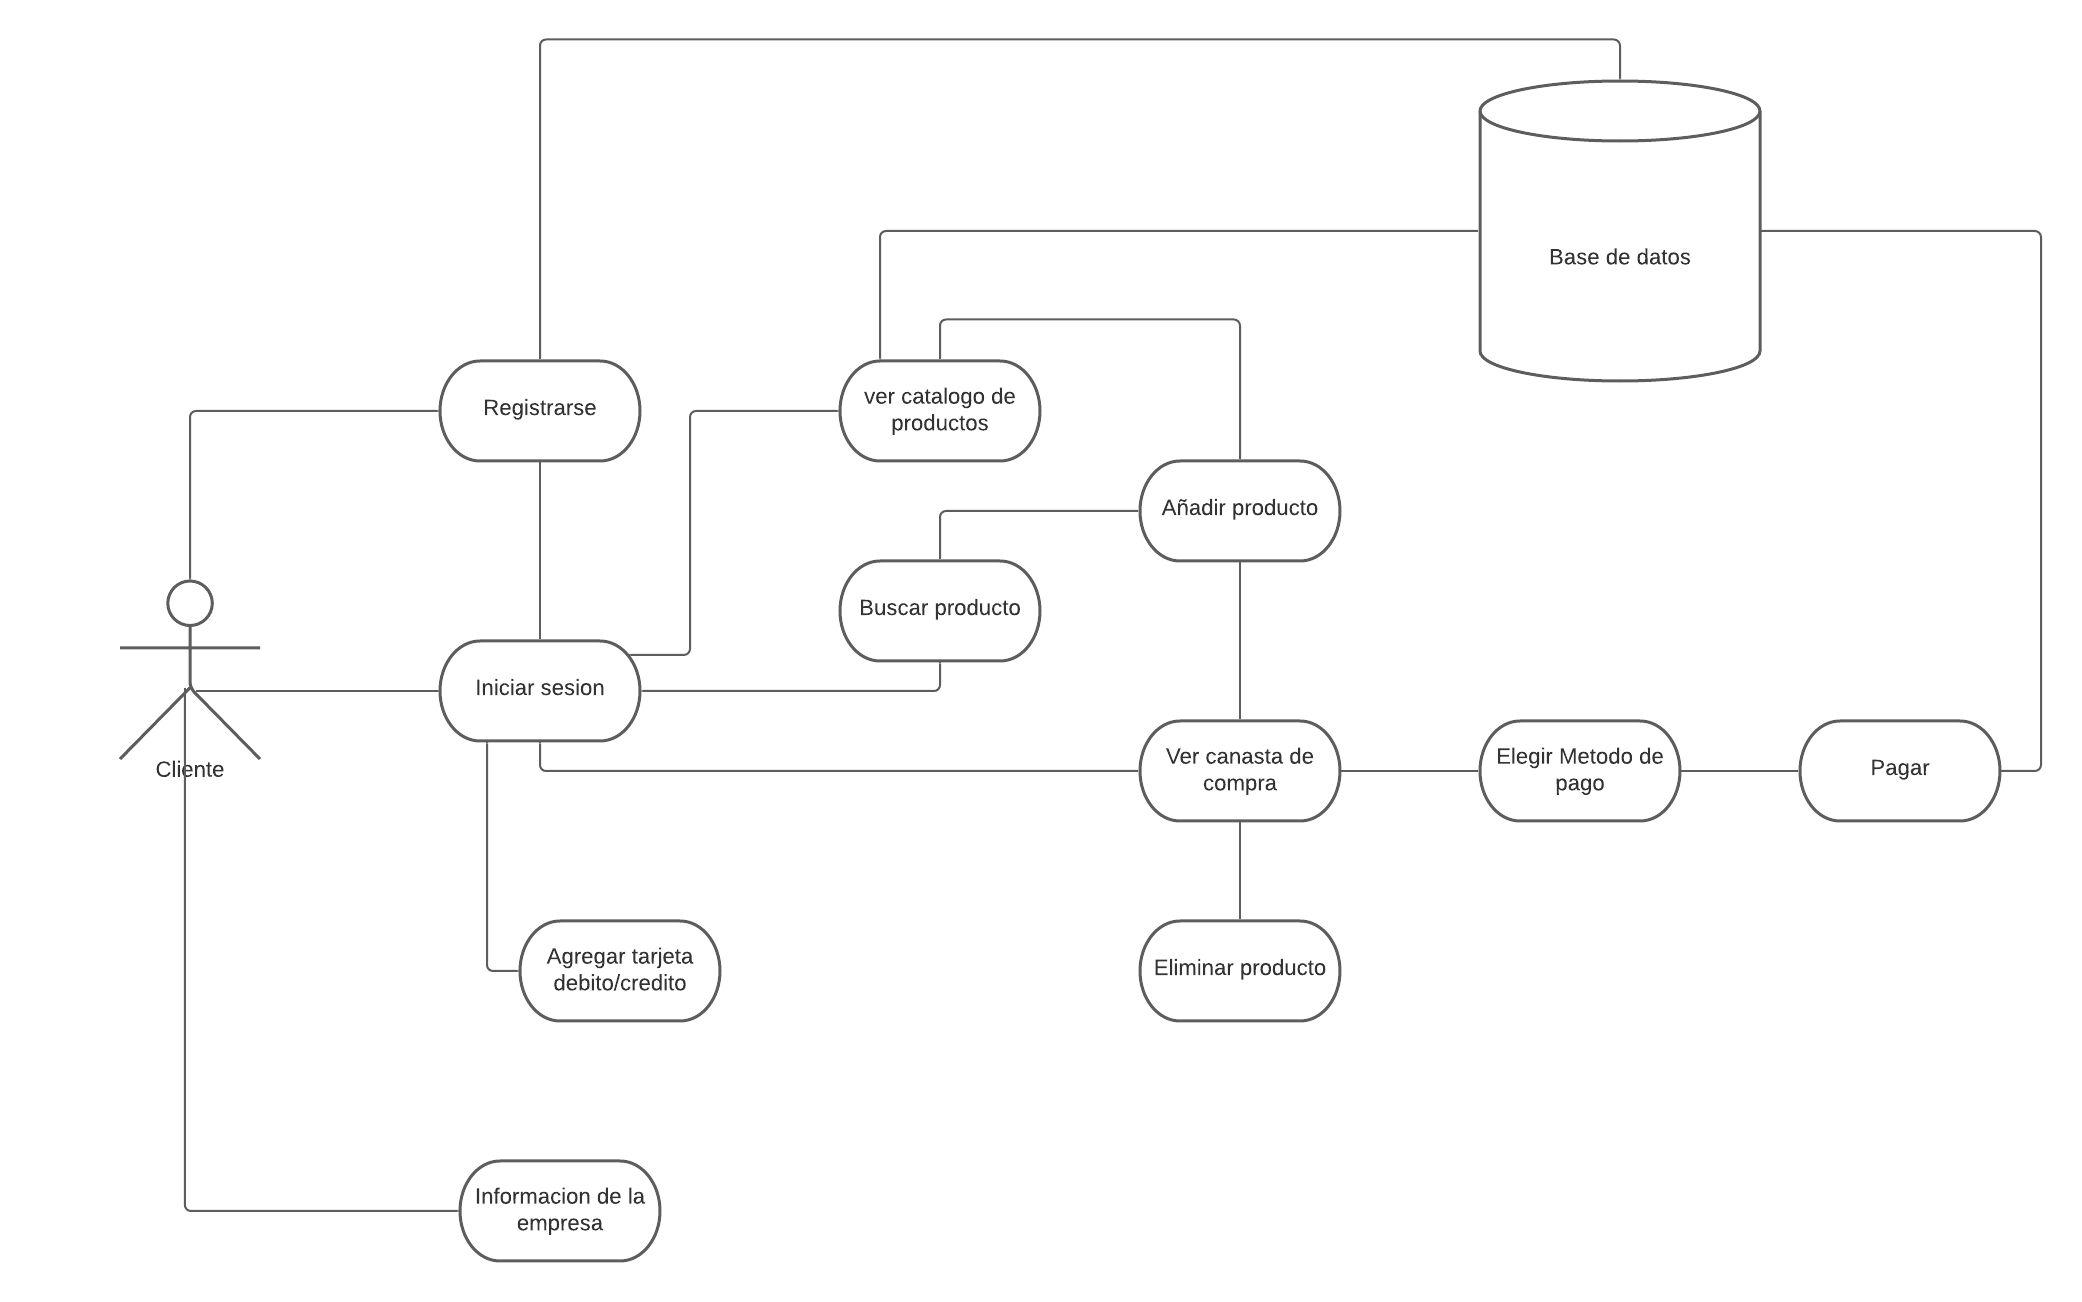 Base de datos
Registrarse
ver catalogo de
productos
Añadir producto
Buscar producto
Iniciar sesion
Cliente
Ver canasta de
compra
Elegir Metodo de
pago
Pagar
Agregar tarjeta
debito/credito
Eliminar producto
Informacion de la
empresa